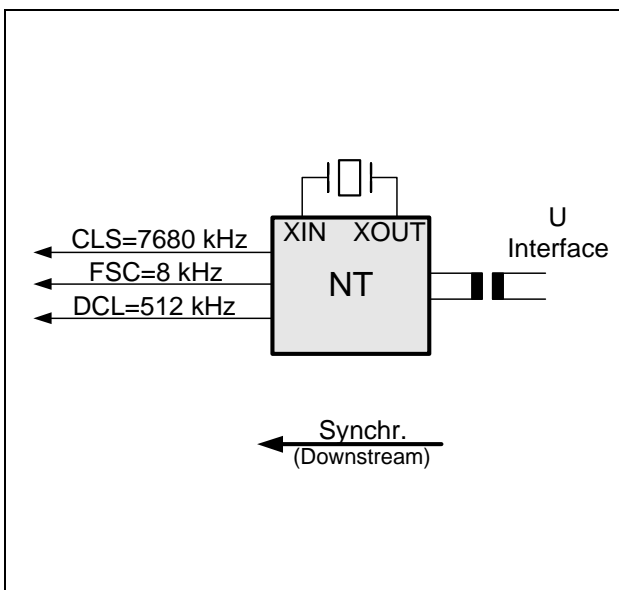 XIN XOUT
U
Interface
CLS=7680 kHz
FSC=8 kHz
NT
DCL=512 kHz
Synchr.
(Downstream)